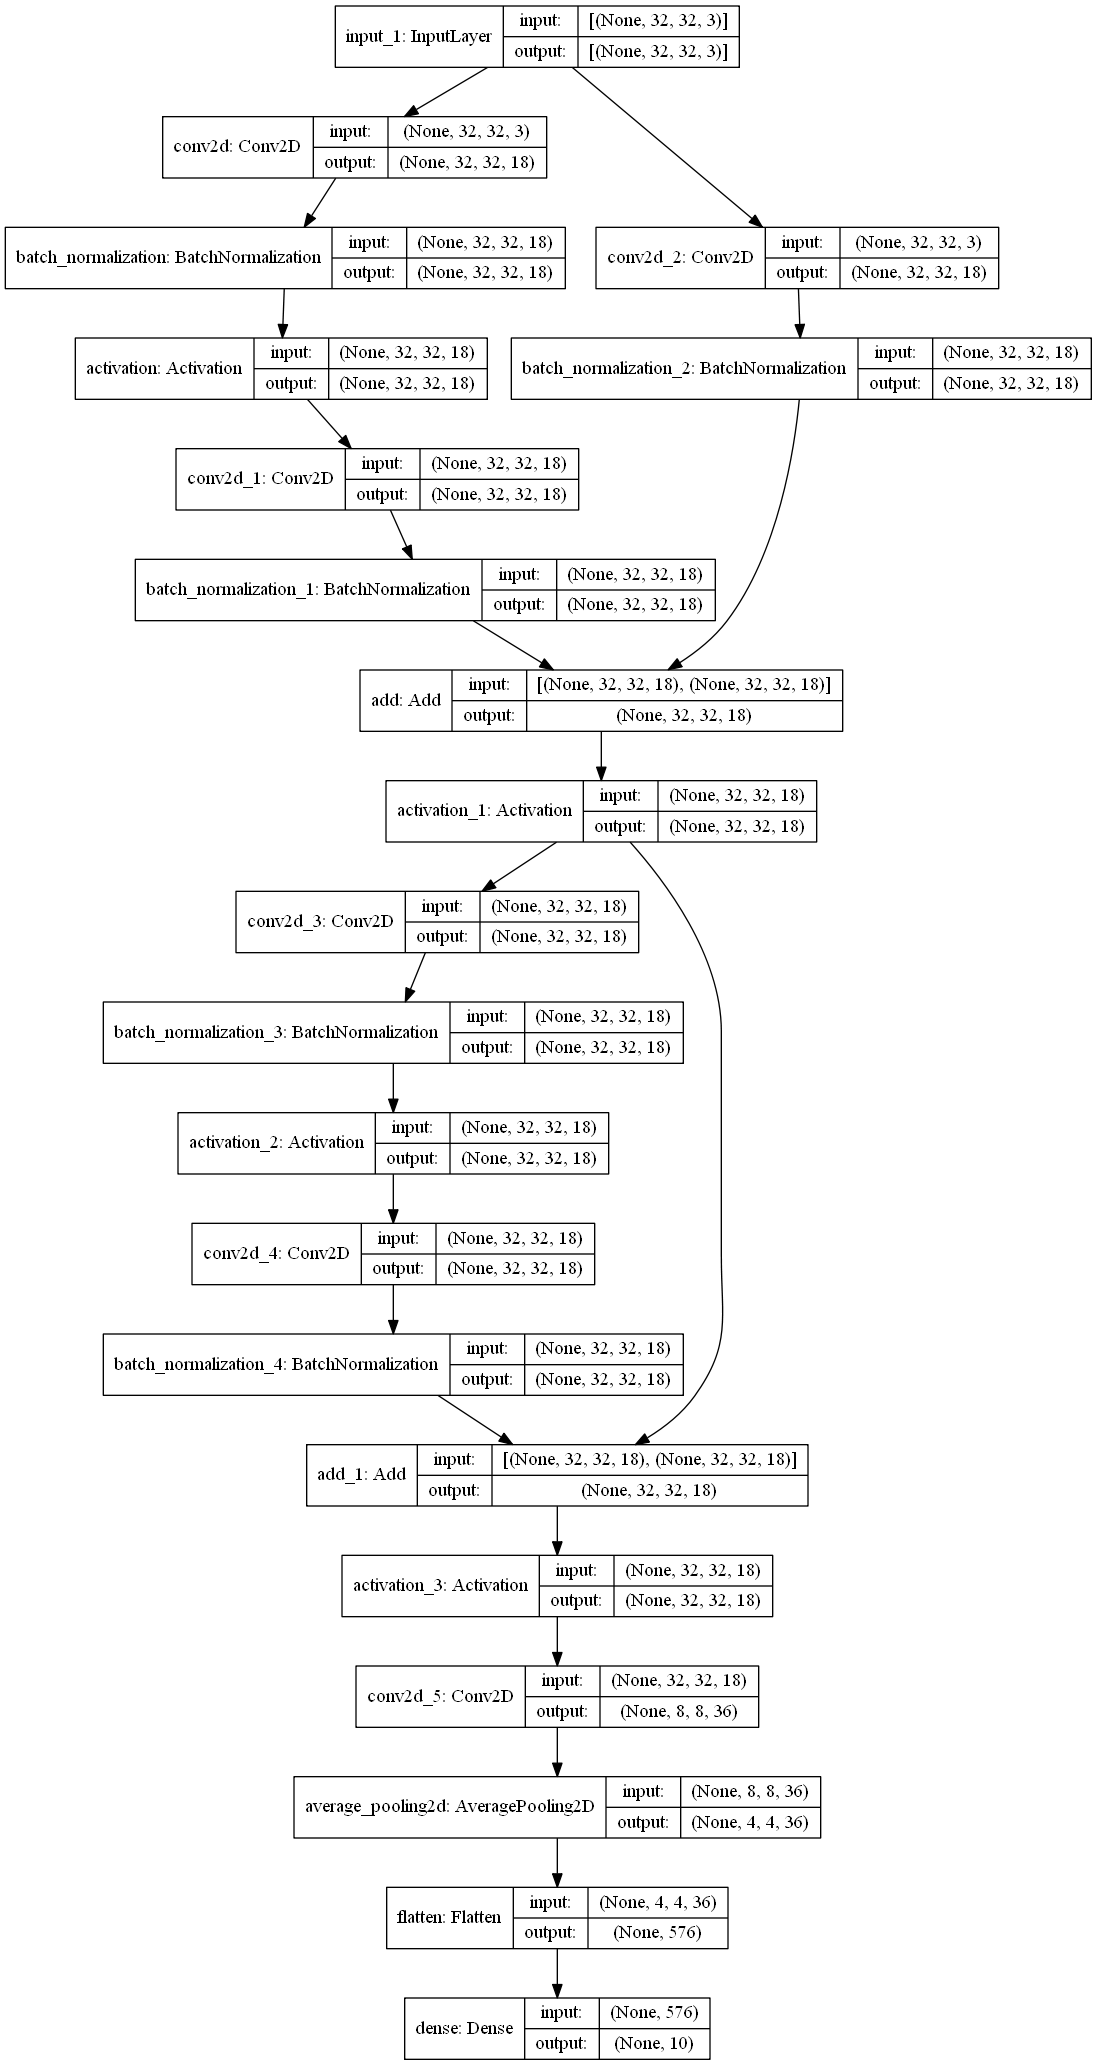 input_1: InputLayer
input: [(None, 32, 32, 3)]
output: [(None, 32, 32, 3)]
conv2d: Conv2D
input: (None, 32, 32, 3)
output: (None, 32, 32, 18)
batch_normalization: BatchNormalization
input: (None, 32, 32, 18)
output: (None, 32, 32, 18)
conv2d_2: Conv2D
input: (None, 32, 32, 3)
output: (None, 32, 32, 18)
activation: Activation
input: (None, 32, 32, 18)
output: (None, 32, 32, 18)
batch_normalization_2: BatchNormalization
input: (None, 32, 32, 18)
output: (None, 32, 32, 18)
conv2d_1: Conv2D
input: (None, 32, 32, 18)
output: (None, 32, 32, 18)
batch_normalization_1: BatchNormalization
input: (None, 32, 32, 18)
output: (None, 32, 32, 18)
add: Add
input: [(None, 32, 32, 18), (None, 32, 32, 18)]
output: (None, 32, 32, 18)
activation_1: Activation
input: (None, 32, 32, 18)
output: (None, 32, 32, 18)
conv2d_3: Conv2D
input: (None, 32, 32, 18)
output: (None, 32, 32, 18)
batch_normalization_3: BatchNormalization
input: (None, 32, 32, 18)
output: (None, 32, 32, 18)
activation_2: Activation
input: (None, 32, 32, 18)
output: (None, 32, 32, 18)
conv2d_4: Conv2D
input: (None, 32, 32, 18)
output: (None, 32, 32, 18)
batch_normalization_4: BatchNormalization
input: (None, 32, 32, 18)
output: (None, 32, 32, 18)
add_1: Add
input: [(None, 32, 32, 18), (None, 32, 32, 18)]
output: (None, 32, 32, 18)
activation_3: Activation
input: (None, 32, 32, 18)
output: (None, 32, 32, 18)
conv2d_5: Conv2D
input: (None, 32, 32, 18)
output: (None, 8, 8, 36)
average_pooling2d: AveragePooling2D
input: (None, 8, 8, 36)
output: (None, 4, 4, 36)
flatten: Flatten
input: (None, 4, 4, 36)
output: (None, 576)
dense: Dense
input: (None, 576)
output: (None, 10)